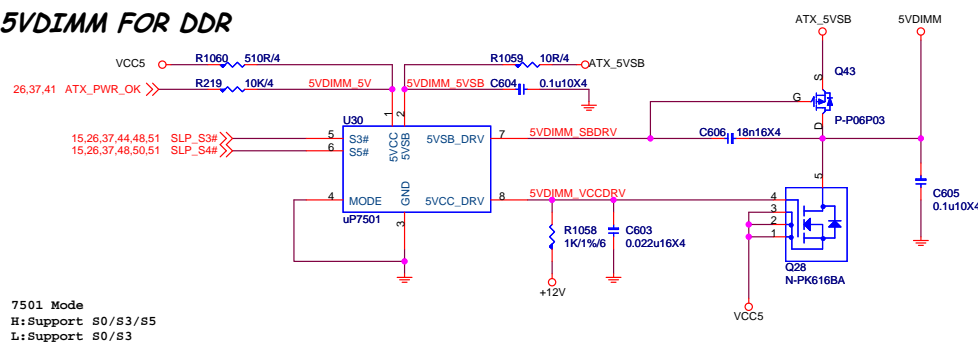 5VDIMM FOR DDR
ATX_5VSB 5VDIMM
VCC5 R1060 510R/4 R1059 10R/4 ATX_5VSB
26,37,41 ATX_PWR_OK R219 10K/4 5VDIMM_5V 5VDIMM_5VSB C604 0.1u10X4
S Q43
G
P-P06P03
D
U30
1 2
15,26,37,44,48,51 SLP_S3# 5 S3# 5VCC 5VSB 5VSB_DRV 7 5VDIMM_SBDRV C606 18n16X4
15,26,37,48,50,51 SLP_S4# 6 S5#
5
4 MODE GND 5VCC_DRV 8 5VDIMM_VCCDRV 4
uP7501 3
3
2
1
C605
0.1u10X4
R1058 C603
1K/1%/6 0.022u16X4
Q28
N-PK616BA
+12V
VCC5
7501 Mode
H:Support S0/S3/S5
L:Support S0/S3